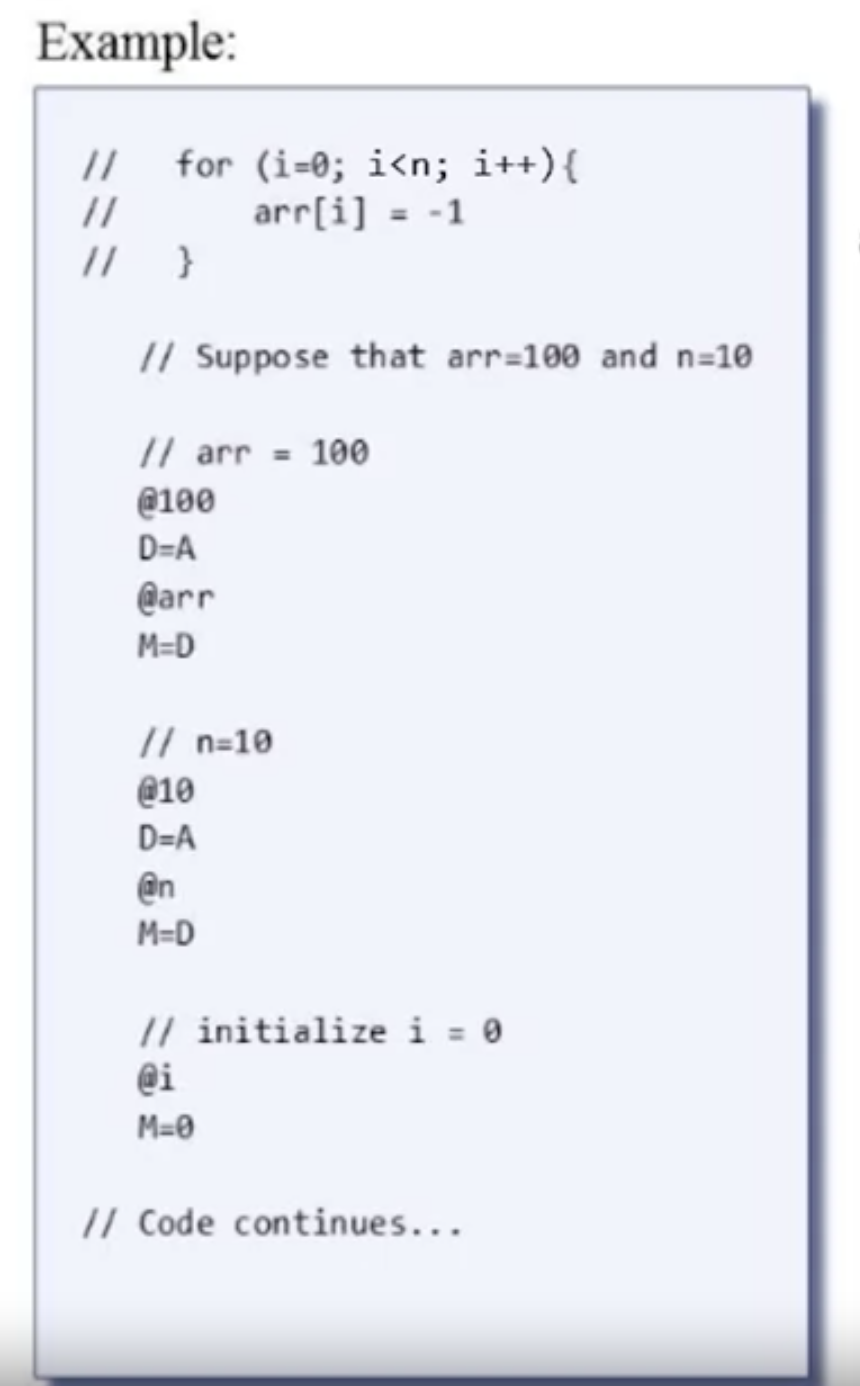 Example:
// for (i=0; i<n; i++){
// arr[i] = -1
// }
// Suppose that arr=100 and n=10
// arr = 100
@100
D=A
@arr
M=D
// n=10
@10
D=A
@n
M=D
// initialize i = 0
@i
M=0
// Code continues...